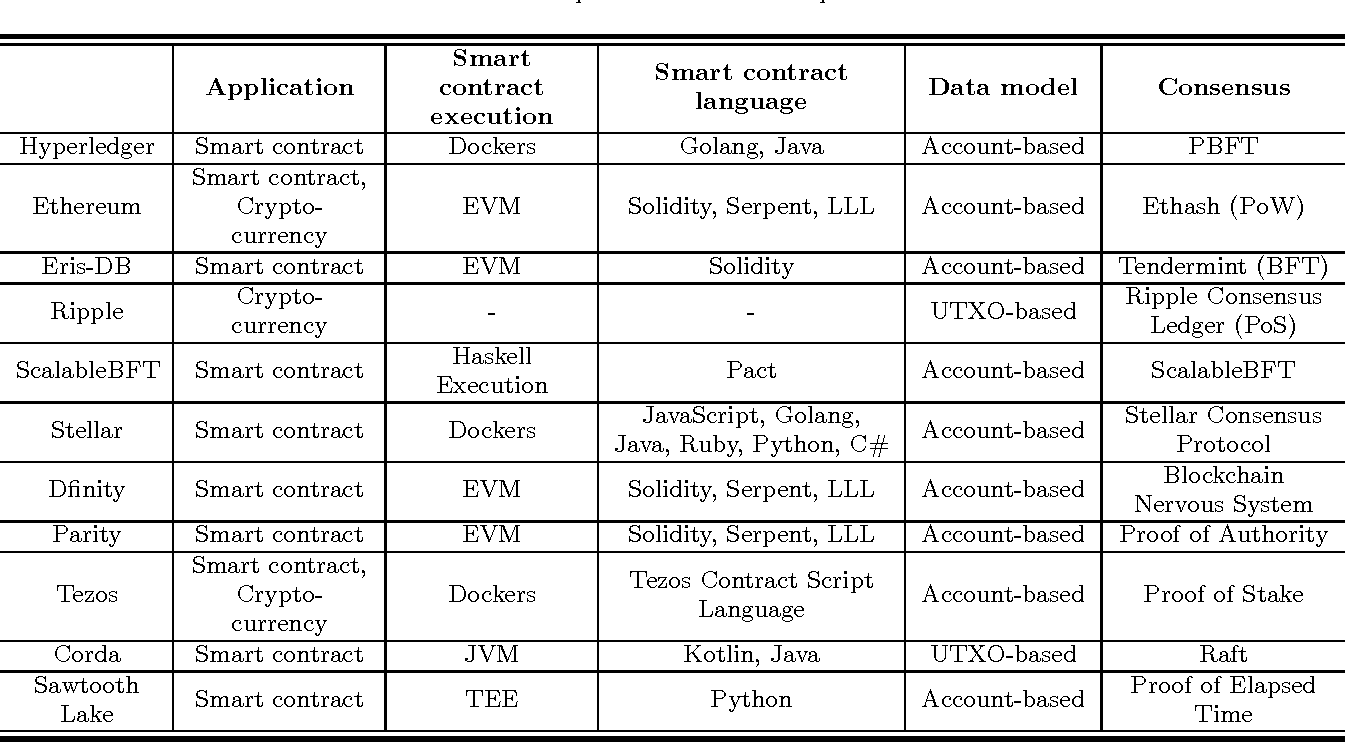 Application
Smart
contract
execution
Smart contract
language
Data model
Consensus
Hyperledger
Smart contract
Dockers
Golang, Java
Account-based
PBFT
Ethereum
Smart contract,
Crypto-
currency
EVM
Solidity, Serpent, LLL
Account-based
Ethash (PoW)
Eris-DB
Smart contract
EVM
Solidity
Account-based
Tendermint (BFT)
Ripple
Crypto-
currency
-
-
UTXO-based
Ripple Consensus
Ledger (PoS)
ScalableBFT
Smart contract
Haskell
Execution
Pact
Account-based
ScalableBFT
Stellar
Smart contract
Dockers
JavaScript, Golang,
Java, Ruby, Python, C#
Account-based
Stellar Consensus
Protocol
Dfinity
Smart contract
EVM
Solidity, Serpent, LLL
Account-based
Blockchain
Nervous System
Parity
Smart contract
EVM
Solidity, Serpent, LLL
Account-based
Proof of Authority
Tezos
Smart contract,
Crypto-
currency
Dockers
Tezos Contract Script
Language
Account-based
Proof of Stake
Corda
Smart contract
JVM
Kotlin, Java
UTXO-based
Raft
Sawtooth
Lake
Smart contract
TEE
Python
Account-based
Proof of Elapsed
Time